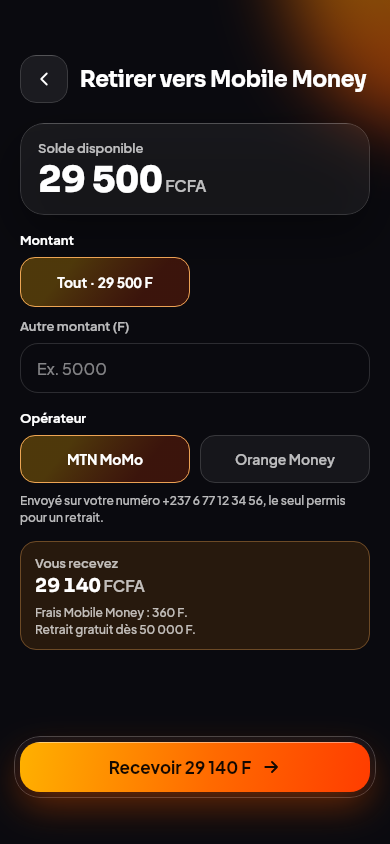 Retirer vers Mobile Money
Solde disponible
29 500 FCFA
Montant
Tout · 29 500 F
Autre montant (F)
Ex. 5000
Opérateur
MTN MoMo
Orange Money
Envoyé sur votre numéro +237 6 77 12 34 56, le seul permis
pour un retrait.
Vous recevez
29 140 FCFA
Frais Mobile Money : 360 F.
Retrait gratuit dès 50 000 F.
Recevoir 29 140 F →